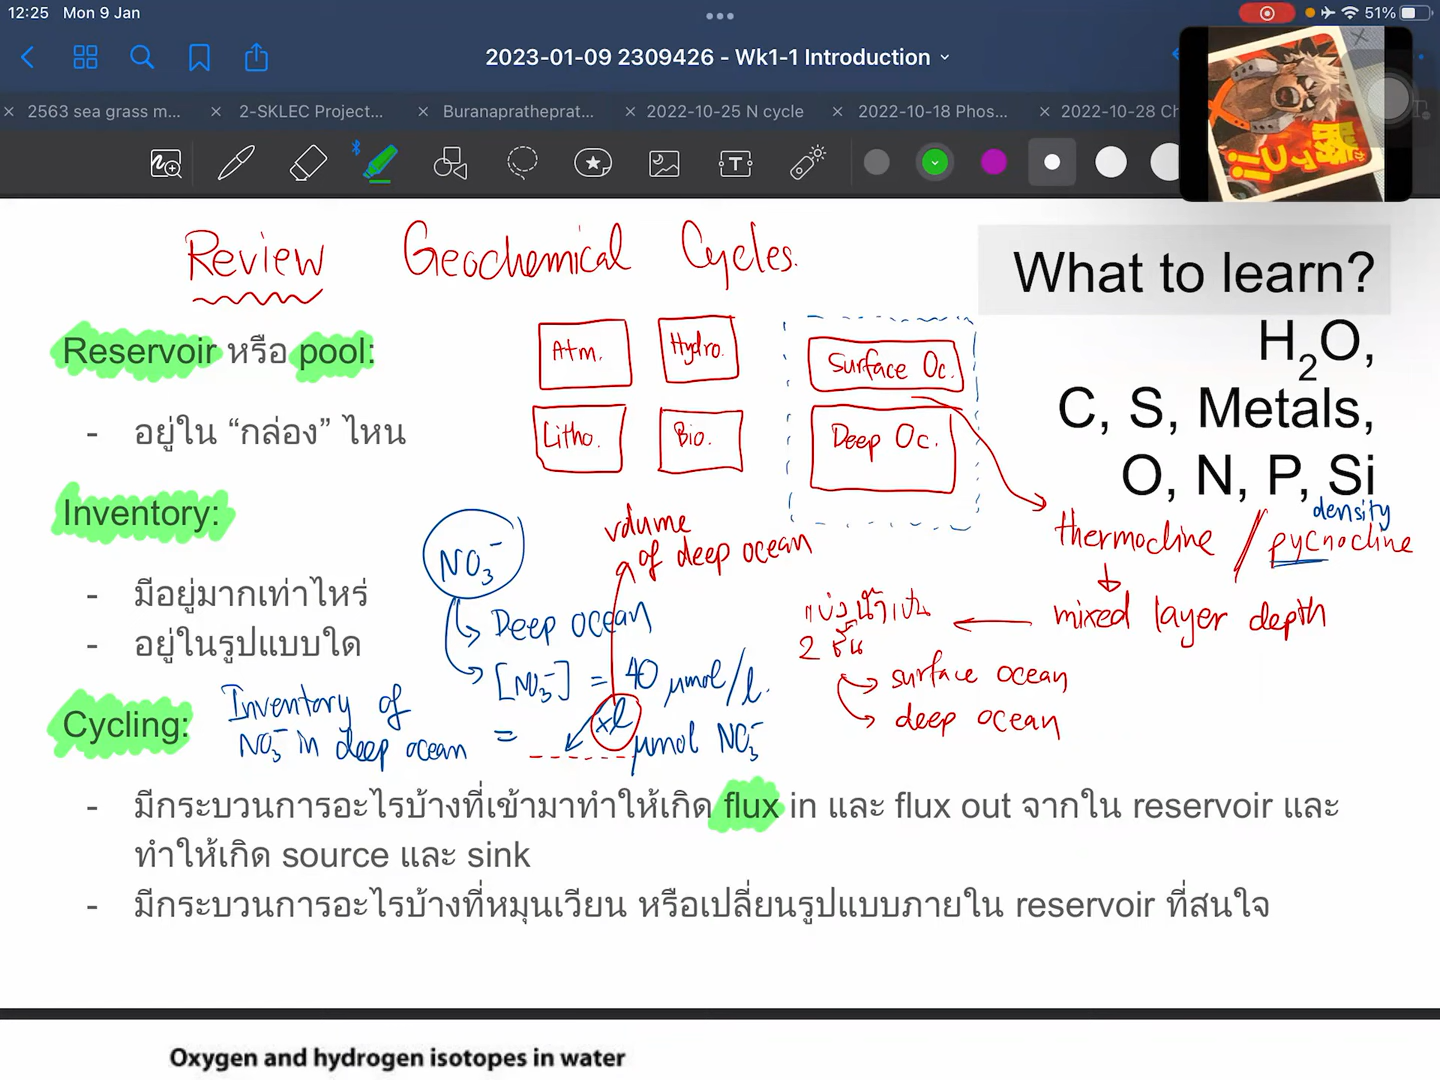 12:25 Mon 9 Jan
51%
2023-01-09 2309426 - Wk1-1 Introduction
2563 sea grass m...
2-SKLEC Project...
Buranapratheprat...
2022-10-25 N cycle
2022-10-18 Phos...
2022-10-28 Ch
Review Geochemical Cycles.
What to learn?
H₂O,
C, S, Metals,
O, N, P, Si
Reservoir หรือ pool:
- อยู่ใน “กล่อง” ไหน
Atm.
Hydro.
Litho.
Bio.
Surface Oc.
Deep Oc.
thermocline / pycnocline
density
mixed layer depth
แบ่งน้ำเป็น
2 ชั้น
surface ocean
deep ocean
Inventory:
- มีอยู่มากเท่าไหร่
- อยู่ในรูปแบบใด
NO₃⁻
volume
of deep ocean
Deep ocean
[NO₃⁻] = 40 μmol/l.
Inventory of
NO₃⁻ in deep ocean =
xl
μmol NO₃⁻
Cycling:
- มีกระบวนการอะไรบ้างที่เข้ามาทำให้เกิด flux in และ flux out จากใน reservoir และ
ทำให้เกิด source และ sink
- มีกระบวนการอะไรบ้างที่หมุนเวียน หรือเปลี่ยนรูปแบบภายใน reservoir ที่สนใจ
Oxygen and hydrogen isotopes in water